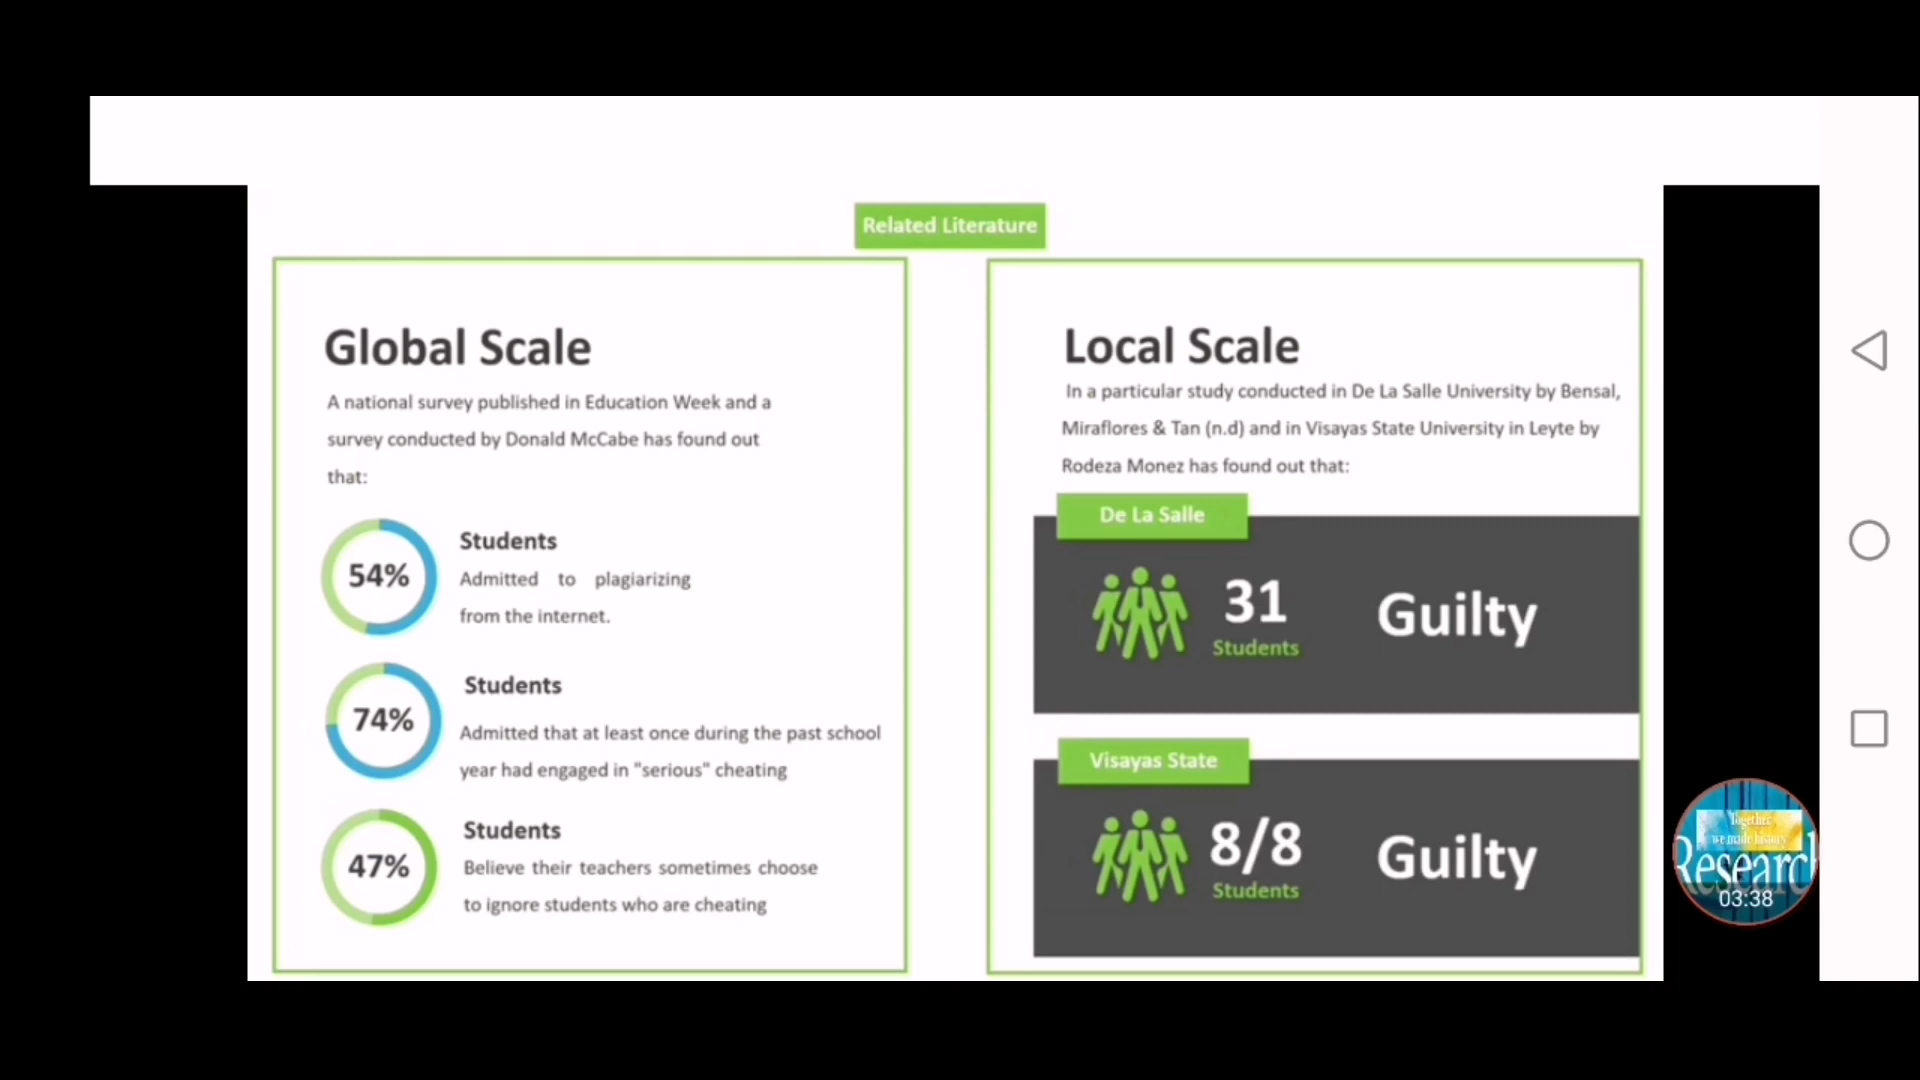 Related Literature
Global Scale
A national survey published in Education Week and a
survey conducted by Donald McCabe has found out
that:
54%
Students
Admitted to plagiarizing
from the internet.
74%
Students
Admitted that at least once during the past school
year had engaged in "serious" cheating
47%
Students
Believe their teachers sometimes choose
to ignore students who are cheating
Local Scale
In a particular study conducted in De La Salle University by Bensal,
Miraflores & Tan (n.d) and in Visayas State University in Leyte by
Rodeza Monez has found out that:
De La Salle
31
Students
Guilty
Visayas State
8/8
Students
Guilty
Together,
we made history
Research
03:38